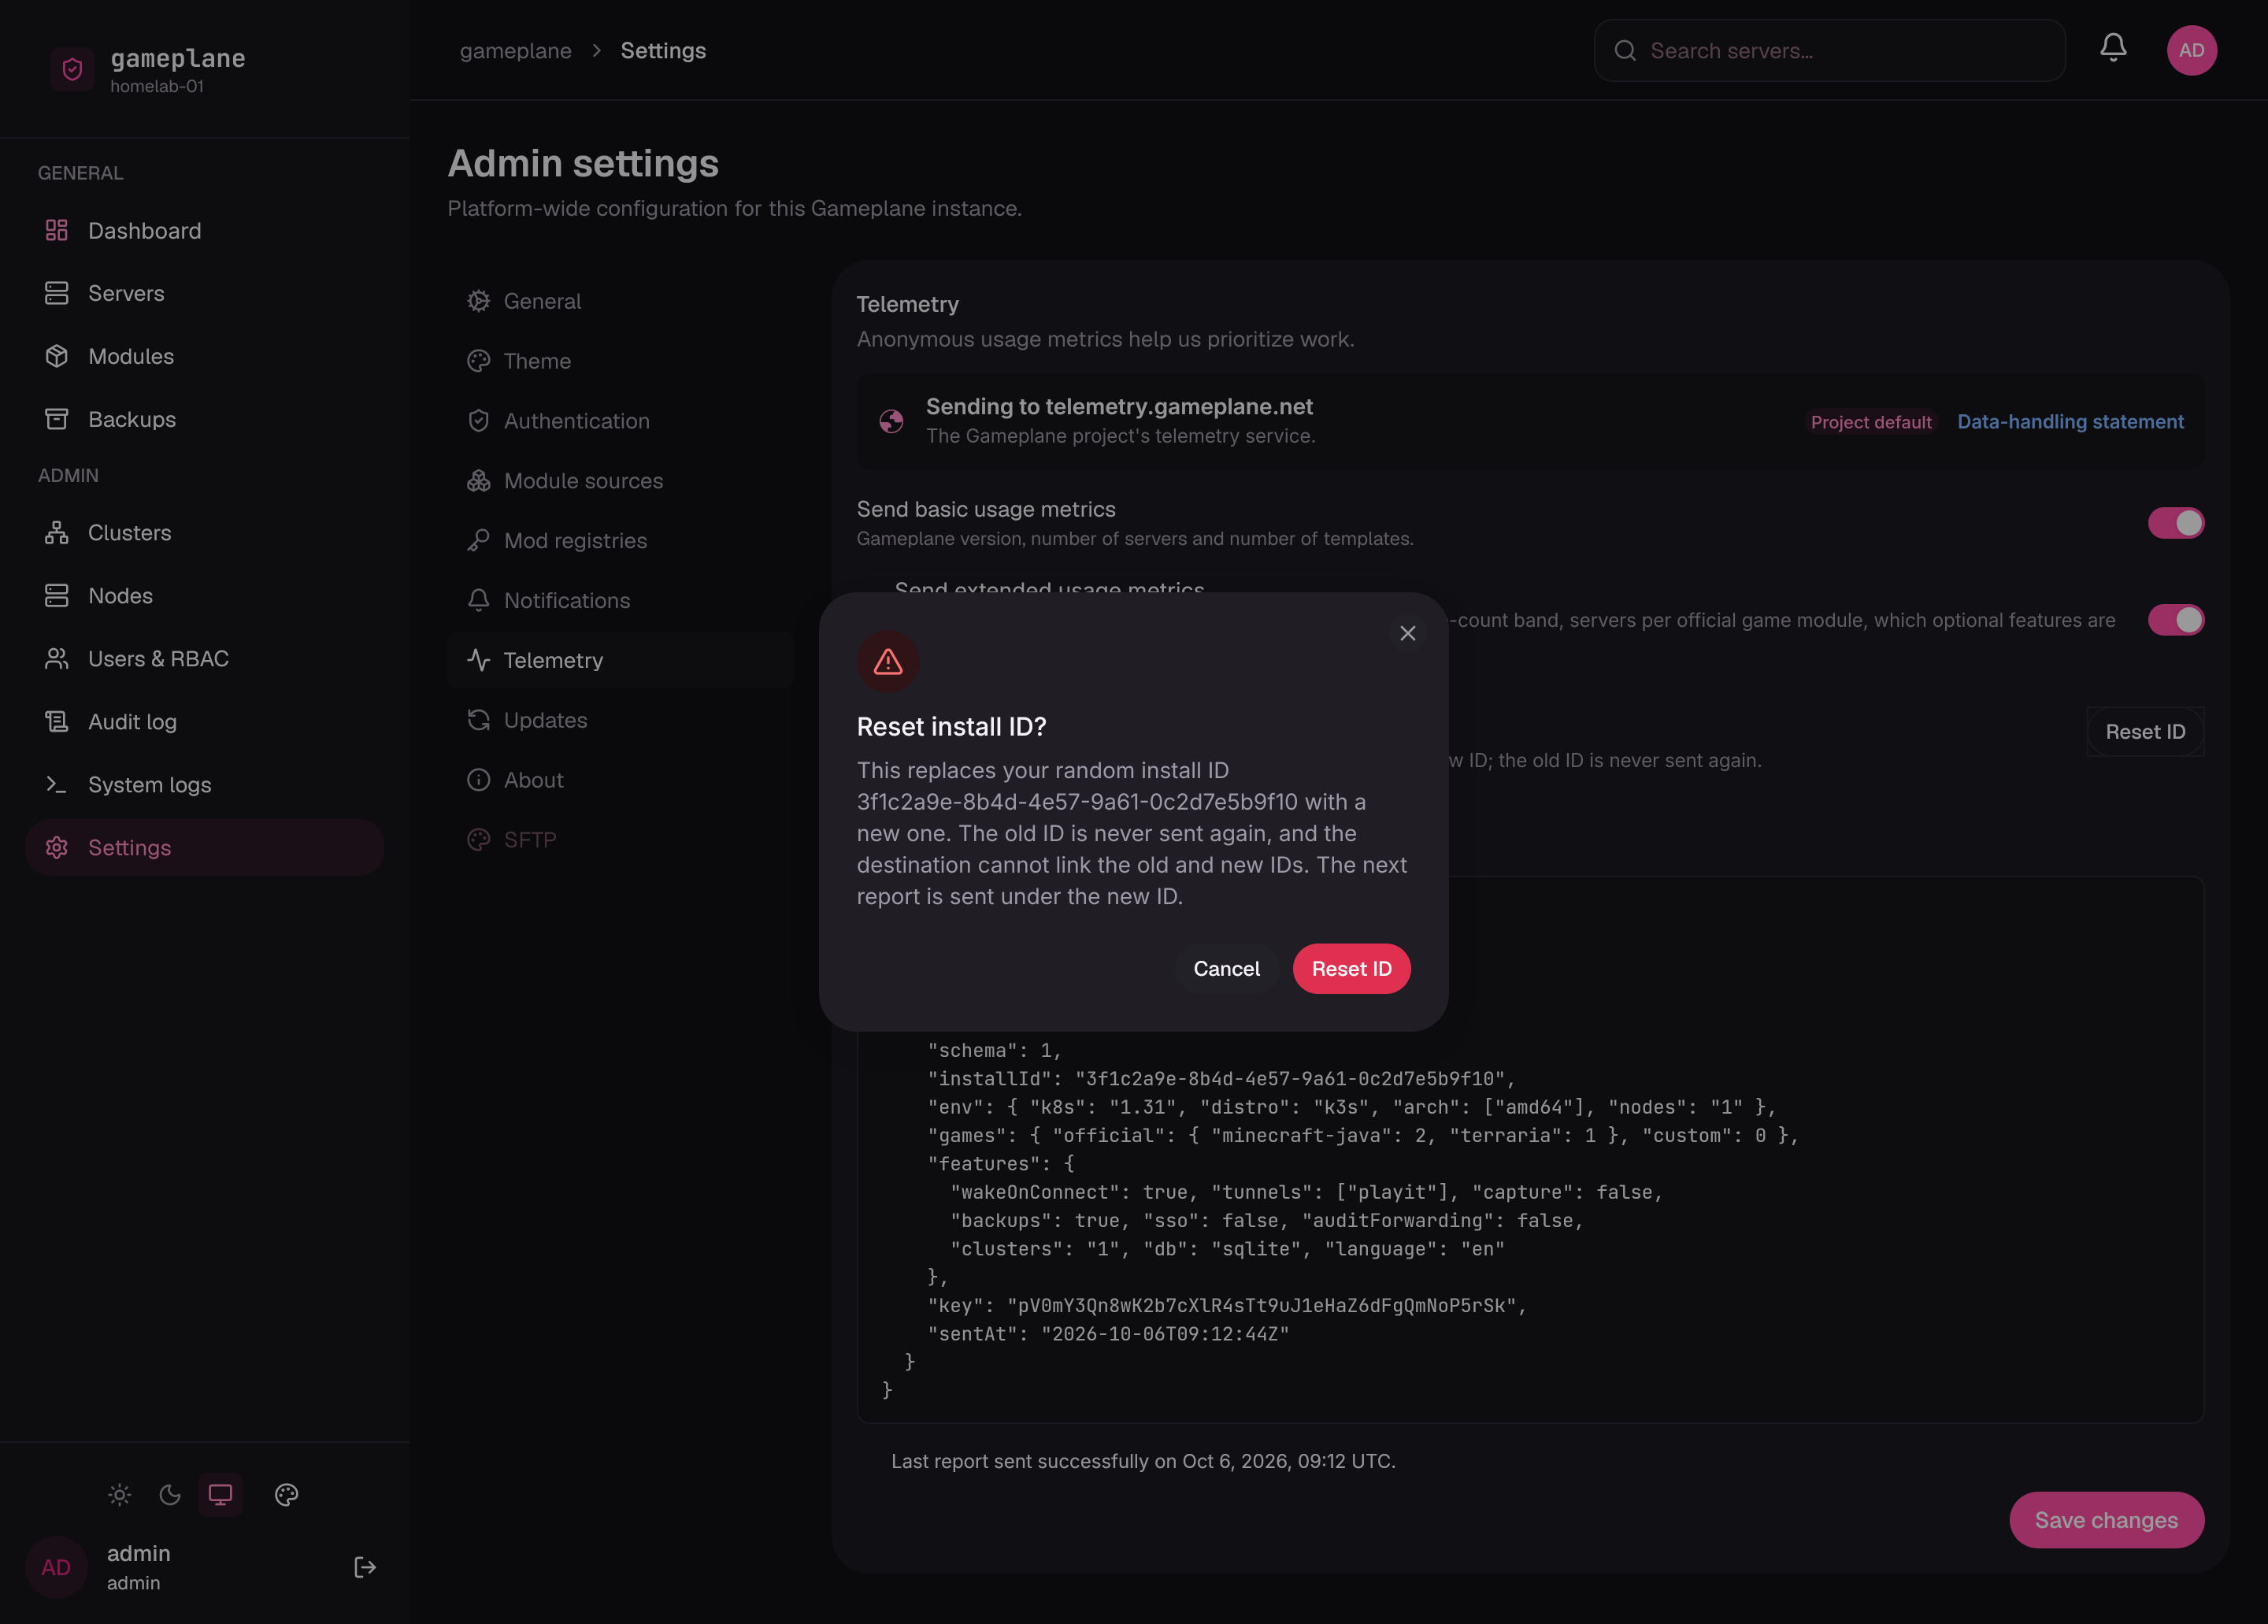 gameplane
homelab-01
GENERAL
Dashboard
Servers
Modules
Backups
ADMIN
Clusters
Nodes
Users & RBAC
Audit log
System logs
Settings
AD
admin
admin
gameplane > Settings
Search servers...
AD
Admin settings
Platform-wide configuration for this Gameplane instance.
General
Theme
Authentication
Module sources
Mod registries
Notifications
Telemetry
Updates
About
SFTP
Telemetry
Anonymous usage metrics help us prioritize work.
Sending to telemetry.gameplane.net
The Gameplane project's telemetry service.
Project default
Data-handling statement
Send basic usage metrics
Gameplane version, number of servers and number of templates.
Send extended usage metrics
-count band, servers per official game module, which optional features are
Reset ID
w ID; the old ID is never sent again.
Reset install ID?
This replaces your random install ID
3f1c2a9e-8b4d-4e57-9a61-0c2d7e5b9f10 with a
new one. The old ID is never sent again, and the
destination cannot link the old and new IDs. The next
report is sent under the new ID.
Cancel
Reset ID
"schema": 1,
"installId": "3f1c2a9e-8b4d-4e57-9a61-0c2d7e5b9f10",
"env": { "k8s": "1.31", "distro": "k3s", "arch": ["amd64"], "nodes": "1" },
"games": { "official": { "minecraft-java": 2, "terraria": 1 }, "custom": 0 },
"features": {
"wakeOnConnect": true, "tunnels": ["playit"], "capture": false,
"backups": true, "sso": false, "auditForwarding": false,
"clusters": "1", "db": "sqlite", "language": "en"
},
"key": "pV0mY3Qn8wK2b7cXlR4sTt9uJ1eHaZ6dFgQmNoP5rSk",
"sentAt": "2026-10-06T09:12:44Z"
}
}
Last report sent successfully on Oct 6, 2026, 09:12 UTC.
Save changes